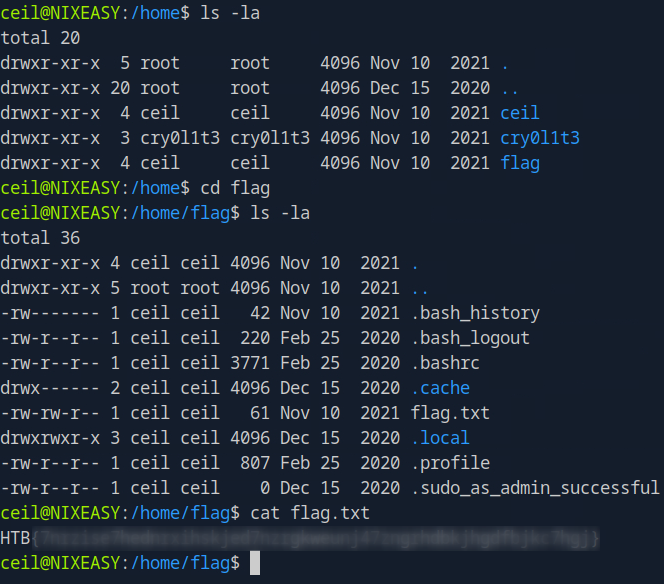 ceil@NIXEASY:/home$ ls -la
total 20
drwxr-xr-x  5 root     root     4096 Nov 10  2021 .
drwxr-xr-x 20 root     root     4096 Dec 15  2020 ..
drwxr-xr-x  4 ceil     ceil     4096 Nov 10  2021 ceil
drwxr-xr-x  3 cry0l1t3 cry0l1t3 4096 Nov 10  2021 cry0l1t3
drwxr-xr-x  4 ceil     ceil     4096 Nov 10  2021 flag
ceil@NIXEASY:/home$ cd flag
ceil@NIXEASY:/home/flag$ ls -la
total 36
drwxr-xr-x 4 ceil ceil 4096 Nov 10  2021 .
drwxr-xr-x 5 root root 4096 Nov 10  2021 ..
-rw------- 1 ceil ceil   42 Nov 10  2021 .bash_history
-rw-r--r-- 1 ceil ceil  220 Feb 25  2020 .bash_logout
-rw-r--r-- 1 ceil ceil 3771 Feb 25  2020 .bashrc
drwx------ 2 ceil ceil 4096 Dec 15  2020 .cache
-rw-rw-r-- 1 ceil ceil   61 Nov 10  2021 flag.txt
drwxrwxr-x 3 ceil ceil 4096 Dec 15  2020 .local
-rw-r--r-- 1 ceil ceil  807 Feb 25  2020 .profile
-rw-r--r-- 1 ceil ceil    0 Dec 15  2020 .sudo_as_admin_successful
ceil@NIXEASY:/home/flag$ cat flag.txt
HTB
ceil@NIXEASY:/home/flag$